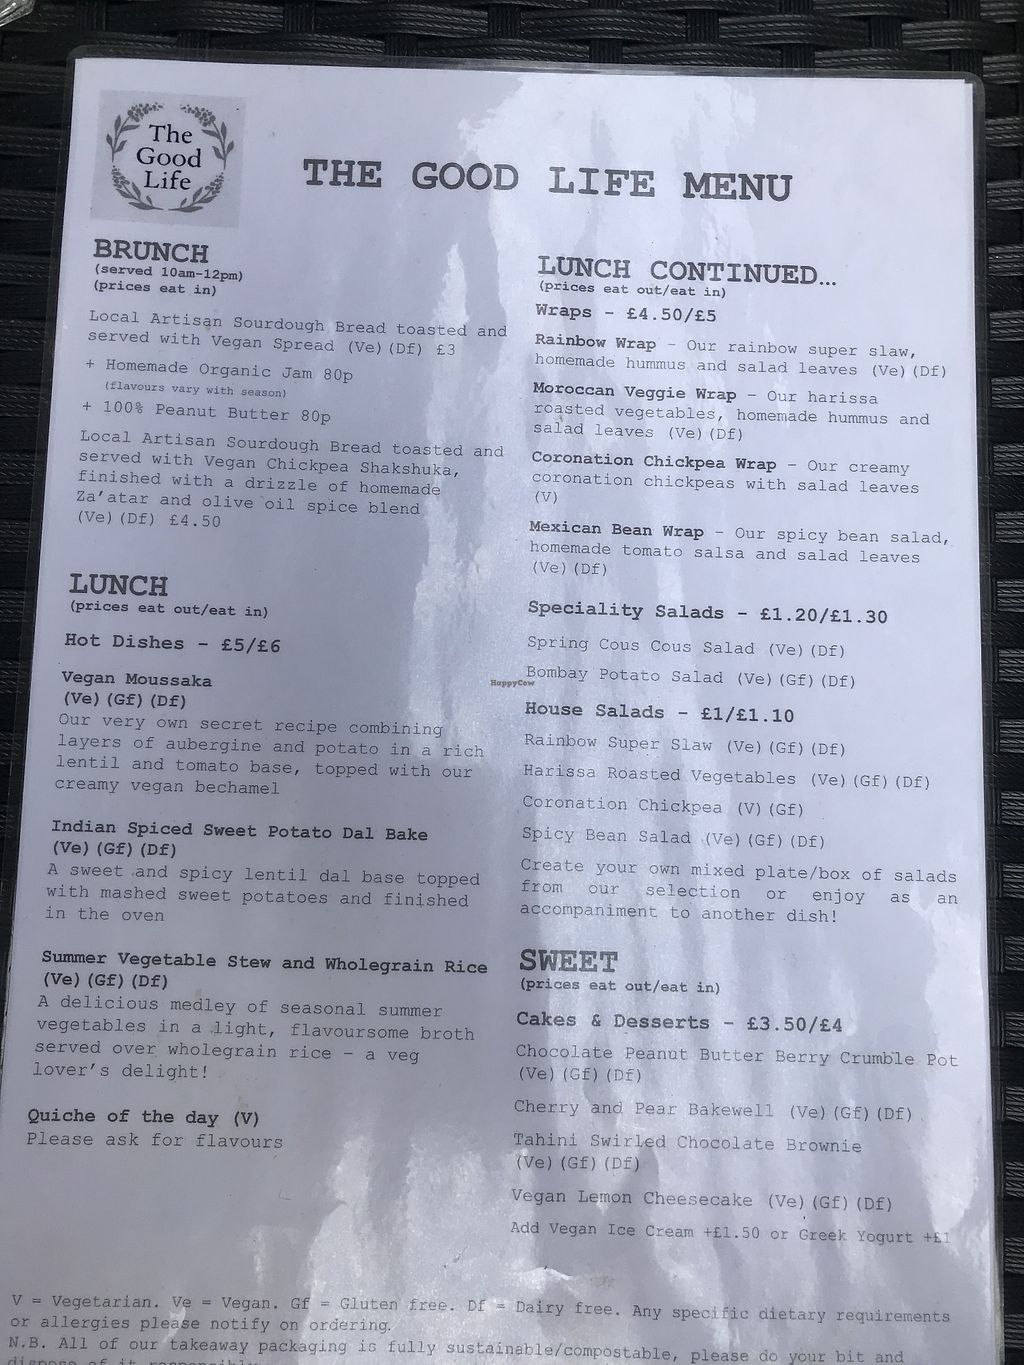 The
Good
Life
THE GOOD LIFE MENU
BRUNCH
(served 10am-12pm)
(prices eat in)
Local Artisan Sourdough Bread toasted and
served with Vegan Spread (Ve)(Df) £3
+ Homemade Organic Jam 80p
(flavours vary with season)
+ 100% Peanut Butter 80p
Local Artisan Sourdough Bread toasted and
served with Vegan Chickpea Shakshuka,
finished with a drizzle of homemade
Za'atar and olive oil spice blend
(Ve)(Df) £4.50
LUNCH
(prices eat out/eat in)
Hot Dishes - £5/£6
Vegan Moussaka
(Ve)(Gf)(Df)
Our very own secret recipe combining
layers of aubergine and potato in a rich
lentil and tomato base, topped with our
creamy vegan bechamel
Indian Spiced Sweet Potato Dal Bake
(Ve)(Gf)(Df)
A sweet and spicy lentil dal base topped
with mashed sweet potatoes and finished
in the oven
Summer Vegetable Stew and Wholegrain Rice
(Ve)(Gf)(Df)
A delicious medley of seasonal summer
vegetables in a light, flavoursome broth
served over wholegrain rice - a veg
lover's delight!
Quiche of the day (V)
Please ask for flavours
LUNCH CONTINUED…
(prices eat out/eat in)
Wraps - £4.50/£5
Rainbow Wrap - Our rainbow super slaw,
homemade hummus and salad leaves (Ve)(Df)
Moroccan Veggie Wrap - Our harissa
roasted vegetables, homemade hummus and
salad leaves (Ve)(Df)
Coronation Chickpea Wrap - Our creamy
coronation chickpeas with salad leaves
(V)
Mexican Bean Wrap - Our spicy bean salad,
homemade tomato salsa and salad leaves
(Ve)(Df)
Speciality Salads - £1.20/£1.30
Spring Cous Cous Salad (Ve)(Df)
Bombay Potato Salad (Ve)(Gf)(Df)
HappyCow
House Salads - £1/£1.10
Rainbow Super Slaw (Ve)(Gf)(Df)
Harissa Roasted Vegetables (Ve)(Gf)(Df)
Coronation Chickpea (V)(Gf)
Spicy Bean Salad (Ve)(Gf)(Df)
Create your own mixed plate/box of salads
from our selection or enjoy as an
accompaniment to another dish!
SWEET
(prices eat out/eat in)
Cakes & Desserts - £3.50/£4
Chocolate Peanut Butter Berry Crumble Pot
(Ve)(Gf)(Df)
Cherry and Pear Bakewell (Ve)(Gf)(Df)
Tahini Swirled Chocolate Brownie
(Ve)(Gf)(Df)
Vegan Lemon Cheesecake (Ve)(Gf)(Df)
Add Vegan Ice Cream +£1.50 or Greek Yogurt +£1
V = Vegetarian. Ve = Vegan. Gf = Gluten free. Df = Dairy free. Any specific dietary requirements
or allergies please notify on ordering.
N.B. All of our takeaway packaging is fully sustainable/compostable, please do your bit and
dispose of it responsibly